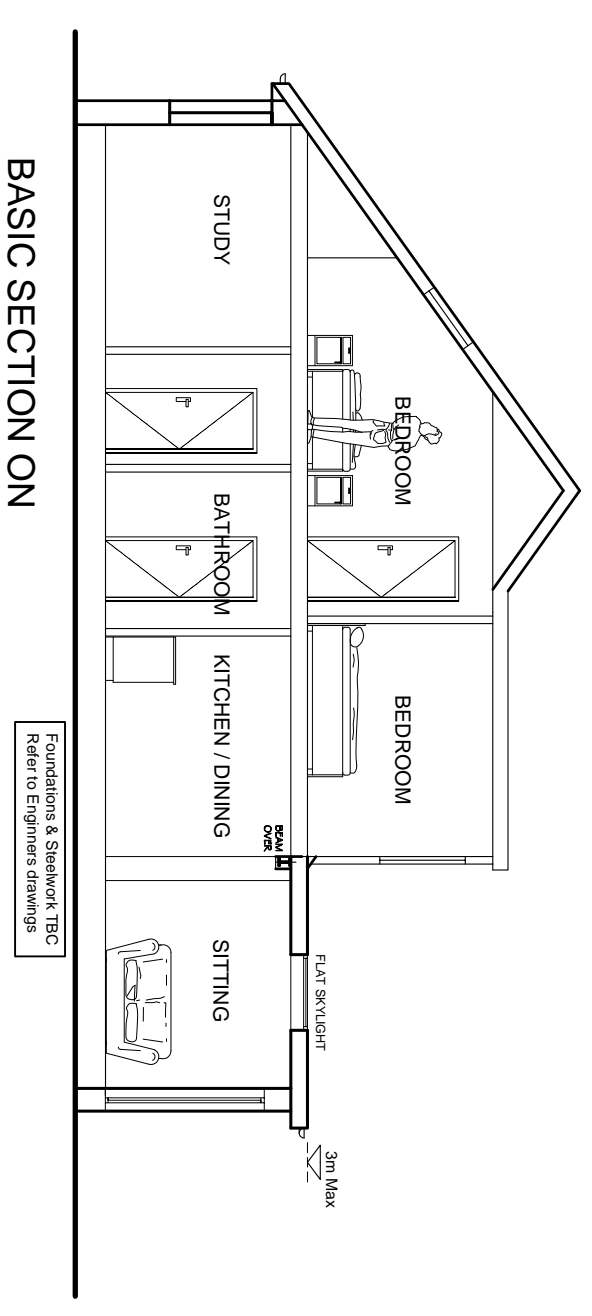 BEDROOM
BEDROOM
FLAT SKYLIGHT
3m Max
BEAM
OVER
STUDY
BATHROOM
KITCHEN / DINING
SITTING
Foundations & Steelwork TBC
Refer to Enginners drawings
BASIC SECTION ON